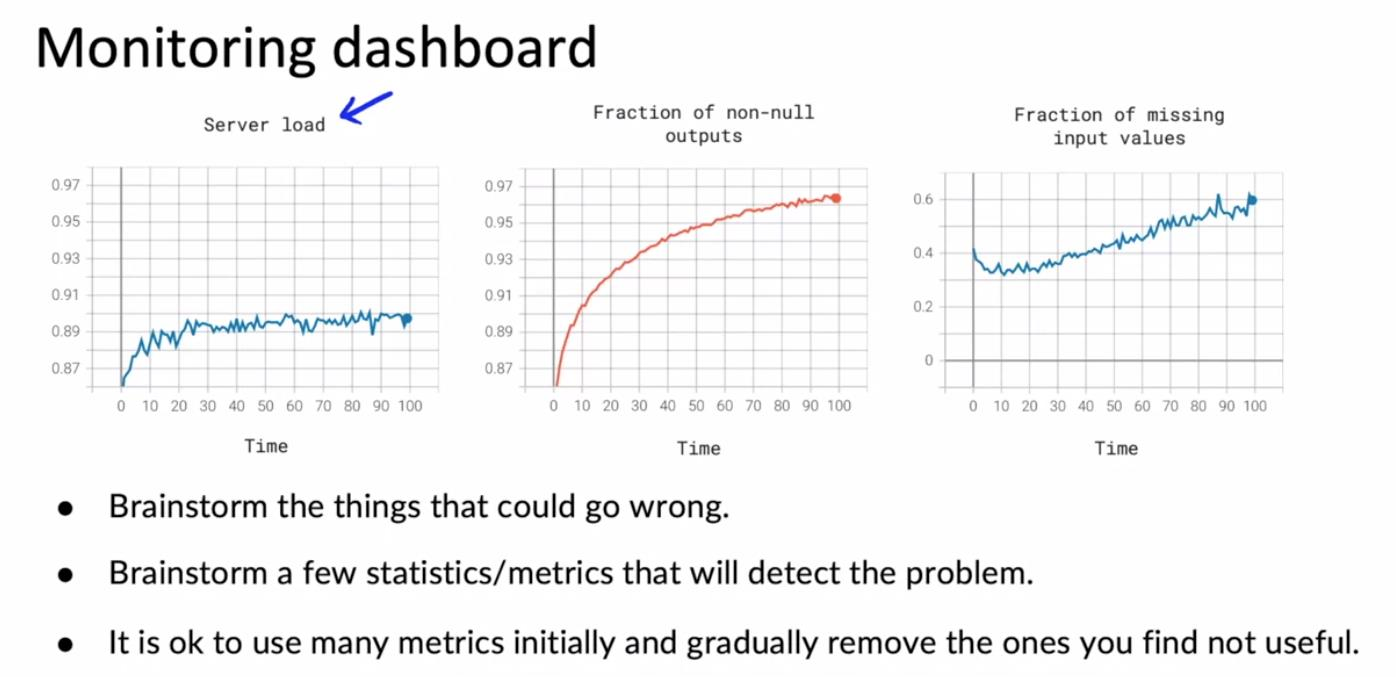 Monitoring dashboard
Server load
0.97
0.95
0.93
0.91
0.89
0.87
0 10 20 30 40 50 60 70 80 90 100
Time
Fraction of non-null
outputs
0.97
0.95
0.93
0.91
0.89
0.87
0 10 20 30 40 50 60 70 80 90 100
Time
Fraction of missing
input values
0.6
0.4
0.2
0
0 10 20 30 40 50 60 70 80 90 100
Time
● Brainstorm the things that could go wrong.
● Brainstorm a few statistics/metrics that will detect the problem.
● It is ok to use many metrics initially and gradually remove the ones you find not useful.